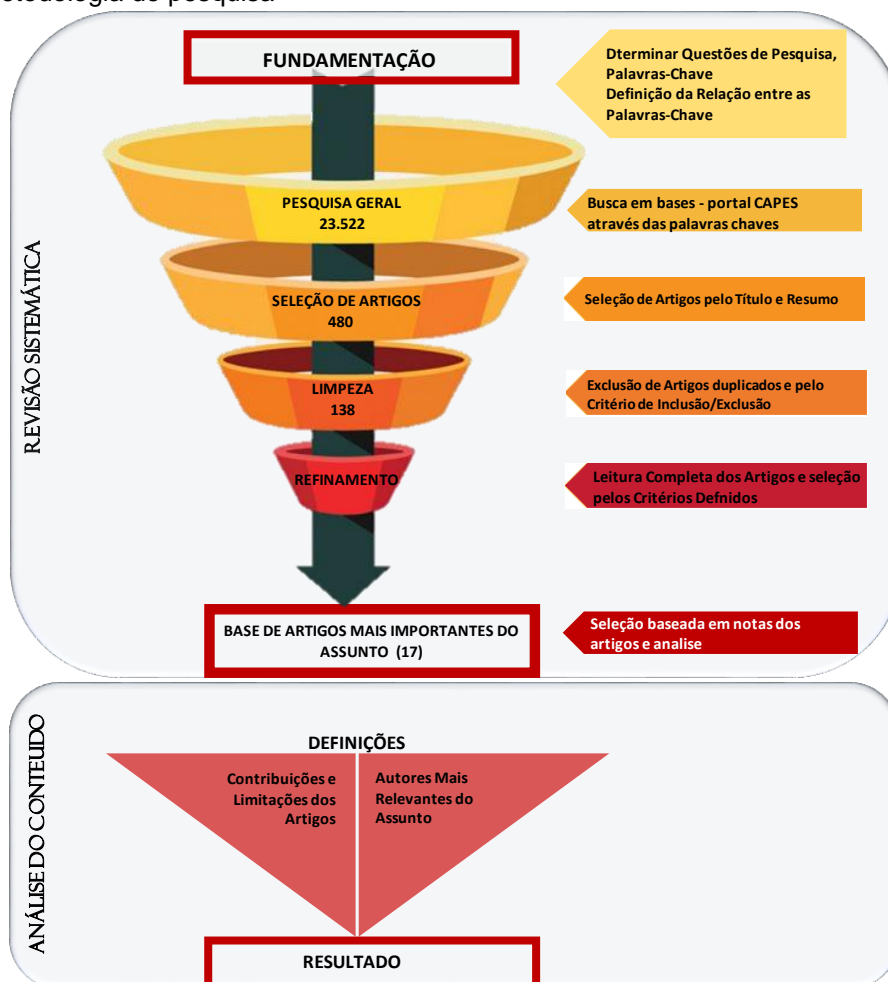 etodologia de pesquisa
FUNDAMENTAÇÃO
Dterminar Questões de Pesquisa,
Palavras-Chave
Definição da Relação entre as
Palavras-Chave
REVISÃO SISTEMÁTICA
PESQUISA GERAL
23.522
Busca em bases - portal CAPES
através das palavras chaves
SELEÇÃO DE ARTIGOS
480
Seleção de Artigos pelo Título e Resumo
LIMPEZA
138
Exclusão de Artigos duplicados e pelo
Critério de Inclusão/Exclusão
REFINAMENTO
Leitura Completa dos Artigos e seleção
pelos Critérios Defnidos
BASE DE ARTIGOS MAIS IMPORTANTES DO
ASSUNTO (17)
Seleção baseada em notas dos
artigos e analise
ANÁLISE DO CONTEUDO
DEFINIÇÕES
Contribuições e
Limitações dos
Artigos
Autores Mais
Relevantes do
Assunto
RESULTADO